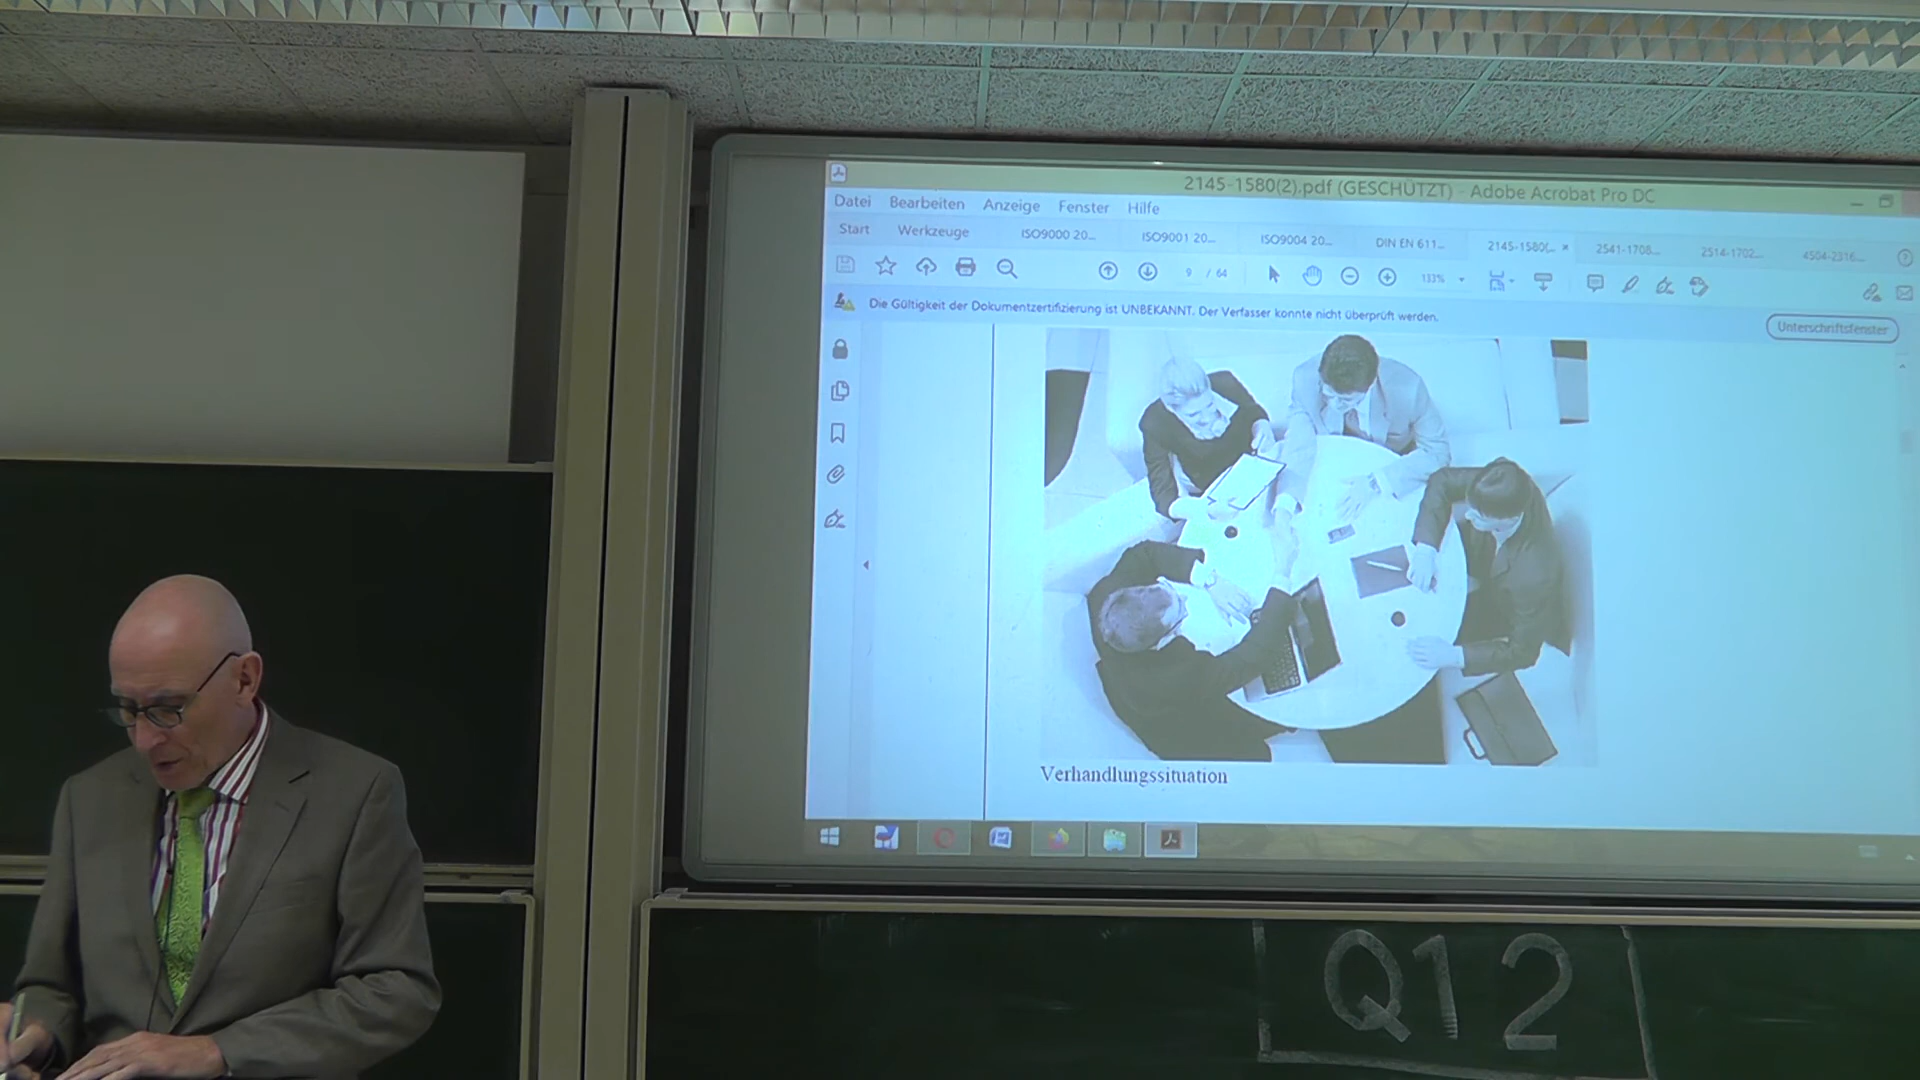 2145-1580(2).pdf (GESCHÜTZT) - Adobe Acrobat Pro DC
Datei Bearbeiten Anzeige Fenster Hilfe
Start Werkzeuge ISO9000 20... ISO9001 20... ISO9004 20... DIN EN 611... 2145-1580(... × 2541-1708... 2514-1702... 4504-2316...
9 / 64 133%
Die Gültigkeit der Dokumentzertifizierung ist UNBEKANNT. Der Verfasser konnte nicht überprüft werden.
Unterschriftsfenster
Verhandlungssituation
Q12